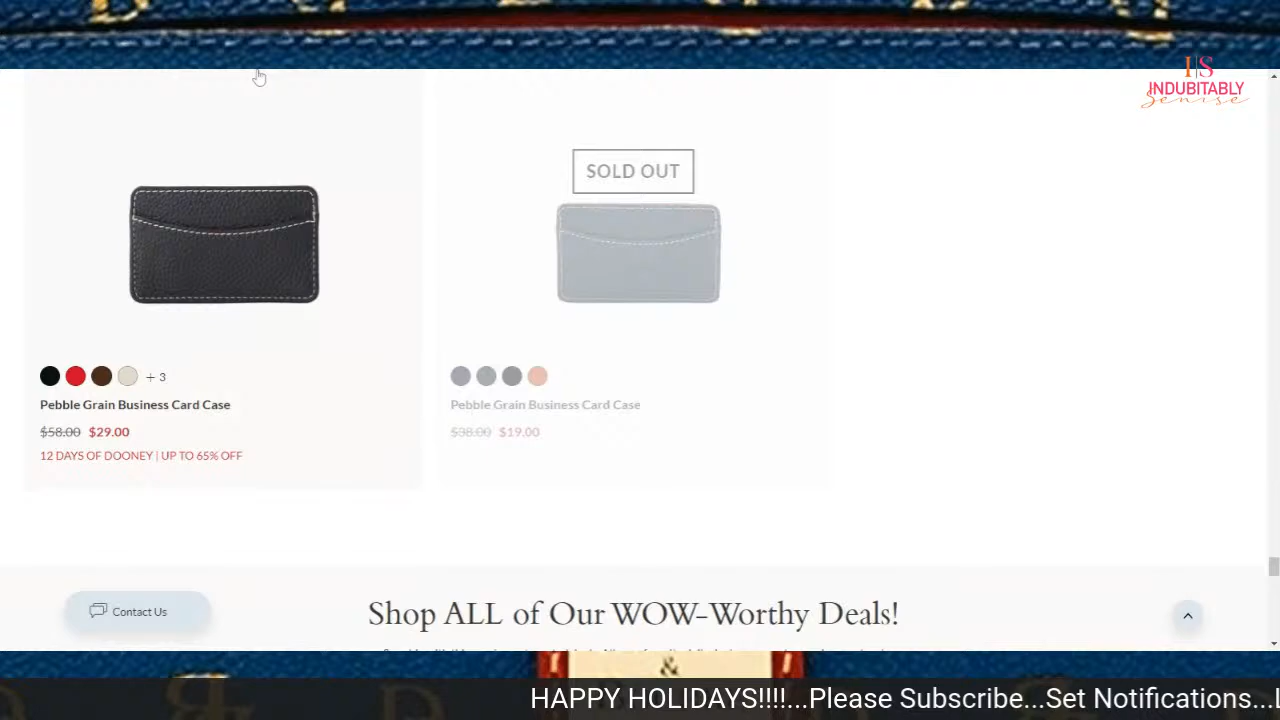 I|S
INDUBITABLY
Senise
SOLD OUT
+ 3
Pebble Grain Business Card Case
$58.00 $29.00
12 DAYS OF DOONEY | UP TO 65% OFF
Pebble Grain Business Card Case
$38.00 $19.00
Contact Us
Shop ALL of Our WOW-Worthy Deals!
&
HAPPY HOLIDAYS!!!!...Please Subscribe...Set Notifications...L